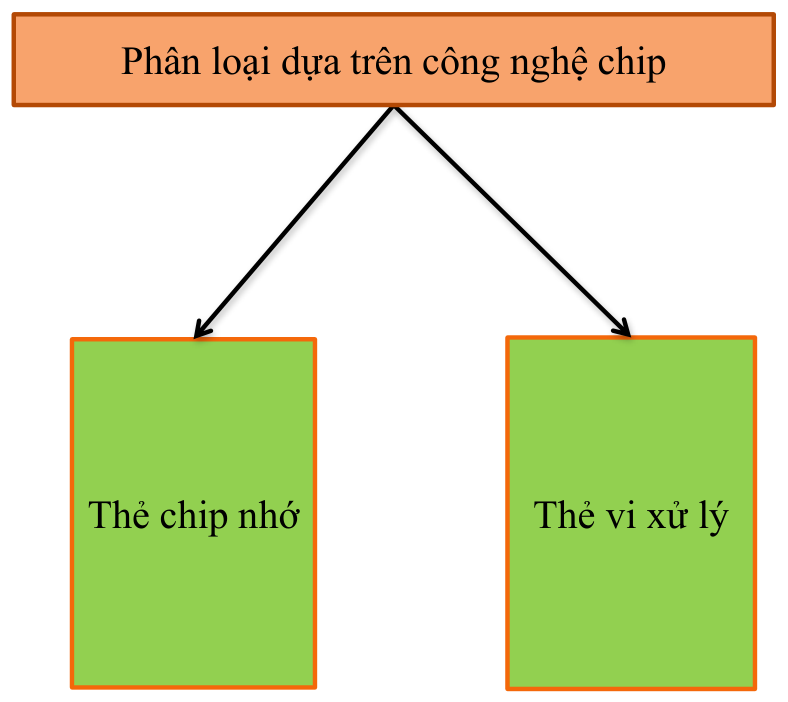 Phân loại dựa trên công nghệ chip
Thẻ chip nhớ
Thẻ vi xử lý